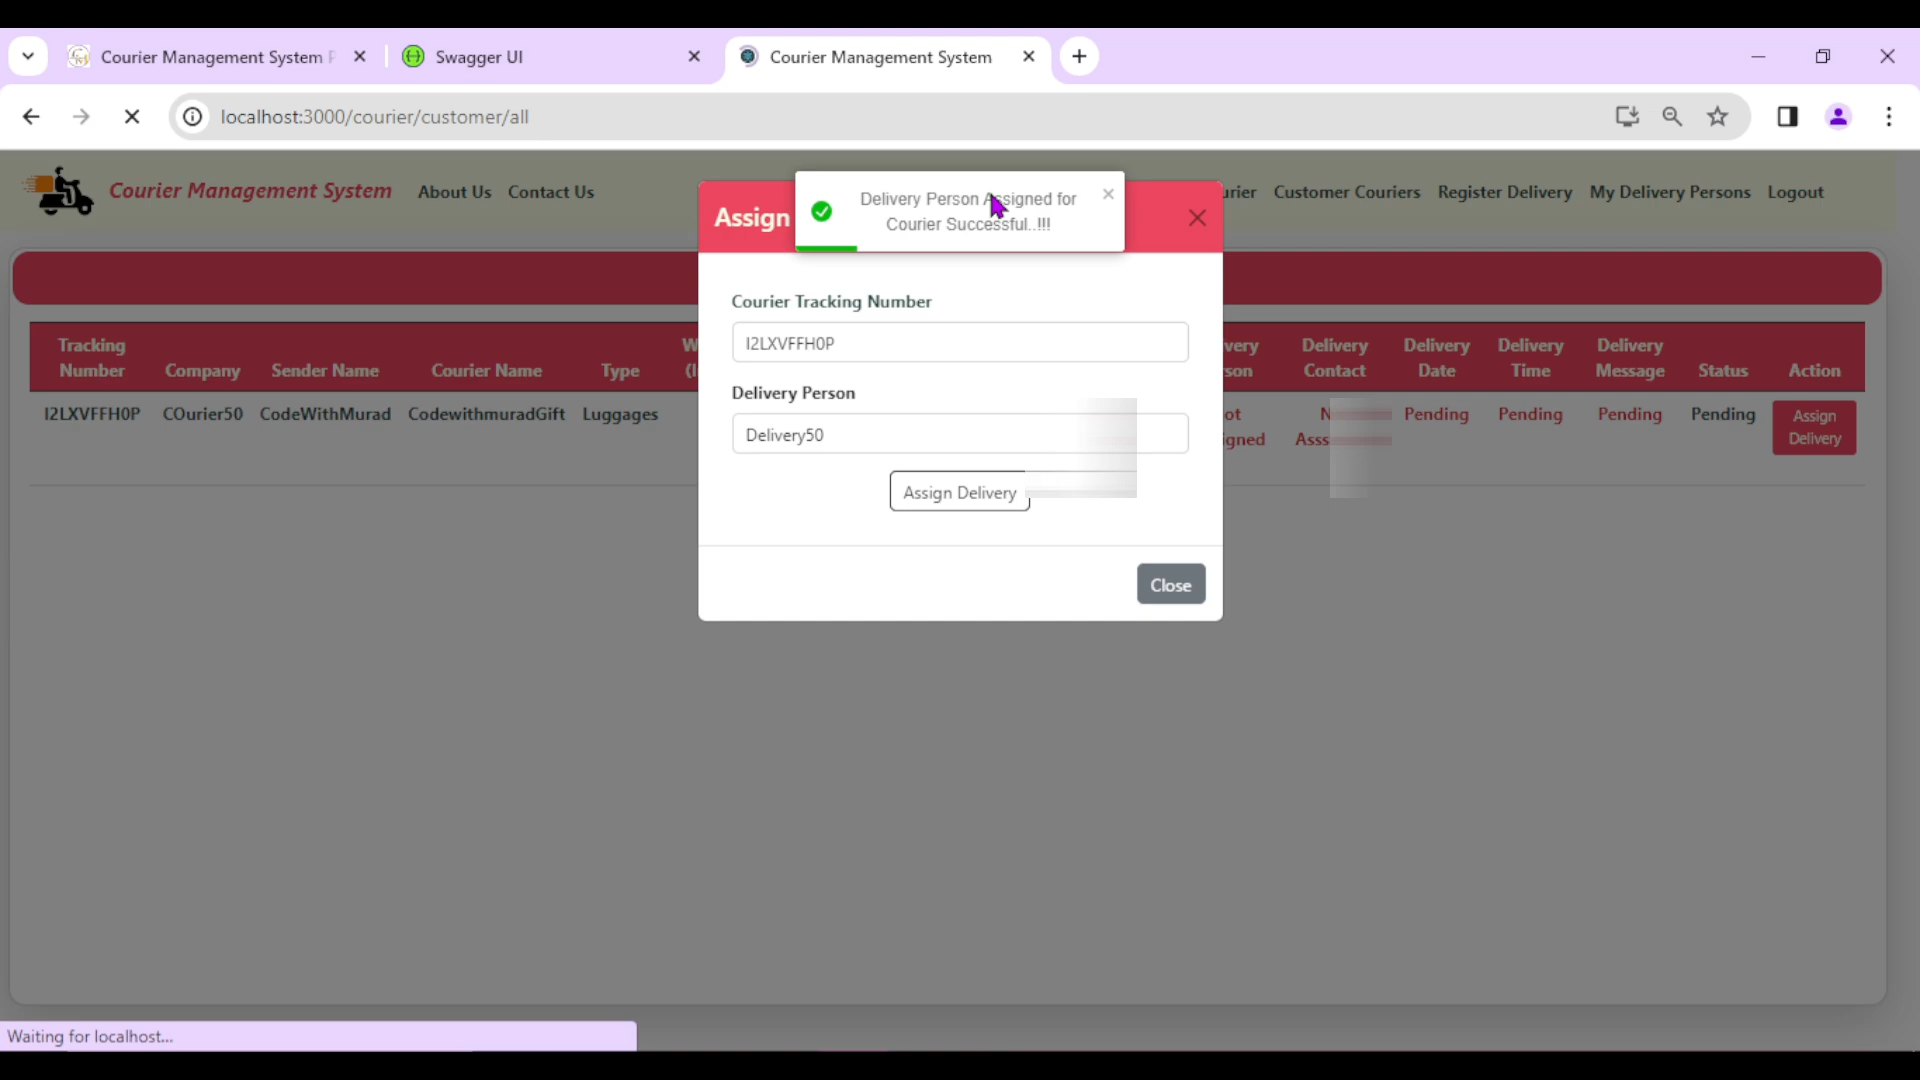 Courier Management System P
Swagger UI
Courier Management System
localhost:3000/courier/customer/all
Courier Management System
About Us
Contact Us
Customer Couriers
Register Delivery
My Delivery Persons
Logout
Assign
Delivery Person Assigned for
Courier Successful..!!!
Courier Tracking Number
I2LXVFFH0P
Delivery Person
Delivery50
Assign Delivery
Close
Tracking Number
Company
Sender Name
Courier Name
Type
Delivery Contact
Delivery Date
Delivery Time
Delivery Message
Status
Action
I2LXVFFH0P
COurier50
CodeWithMurad
CodewithmuradGift
Luggages
Pending
Pending
Pending
Pending
Assign Delivery
Waiting for localhost...